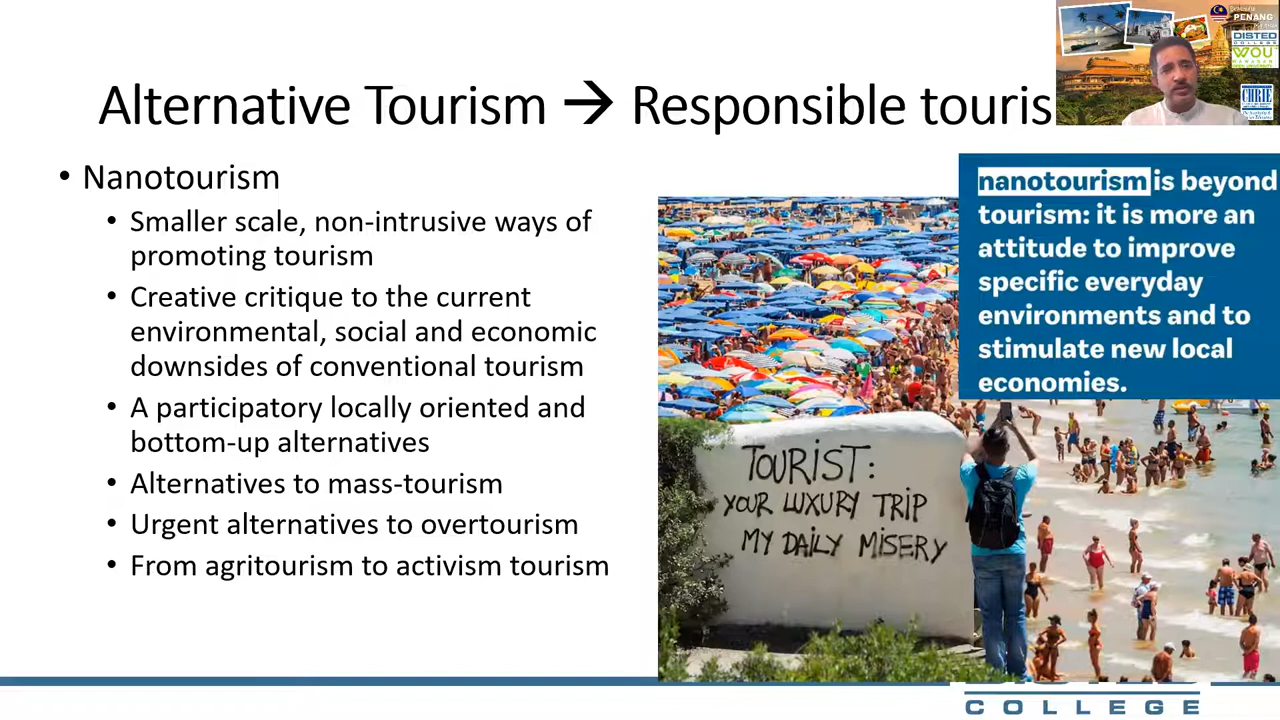 Alternative Tourism → Responsible touris
• Nanotourism
• Smaller scale, non-intrusive ways of
promoting tourism
• Creative critique to the current
environmental, social and economic
downsides of conventional tourism
• A participatory locally oriented and
bottom-up alternatives
• Alternatives to mass-tourism
• Urgent alternatives to overtourism
• From agritourism to activism tourism
PENANG
DISTED
COLLEGE
WOU
CHRIE
nanotourism is beyond
tourism: it is more an
attitude to improve
specific everyday
environments and to
stimulate new local
economies.
TOURIST:
YOUR LUXURY TRIP
MY DAILY MISERY
COLLEGE